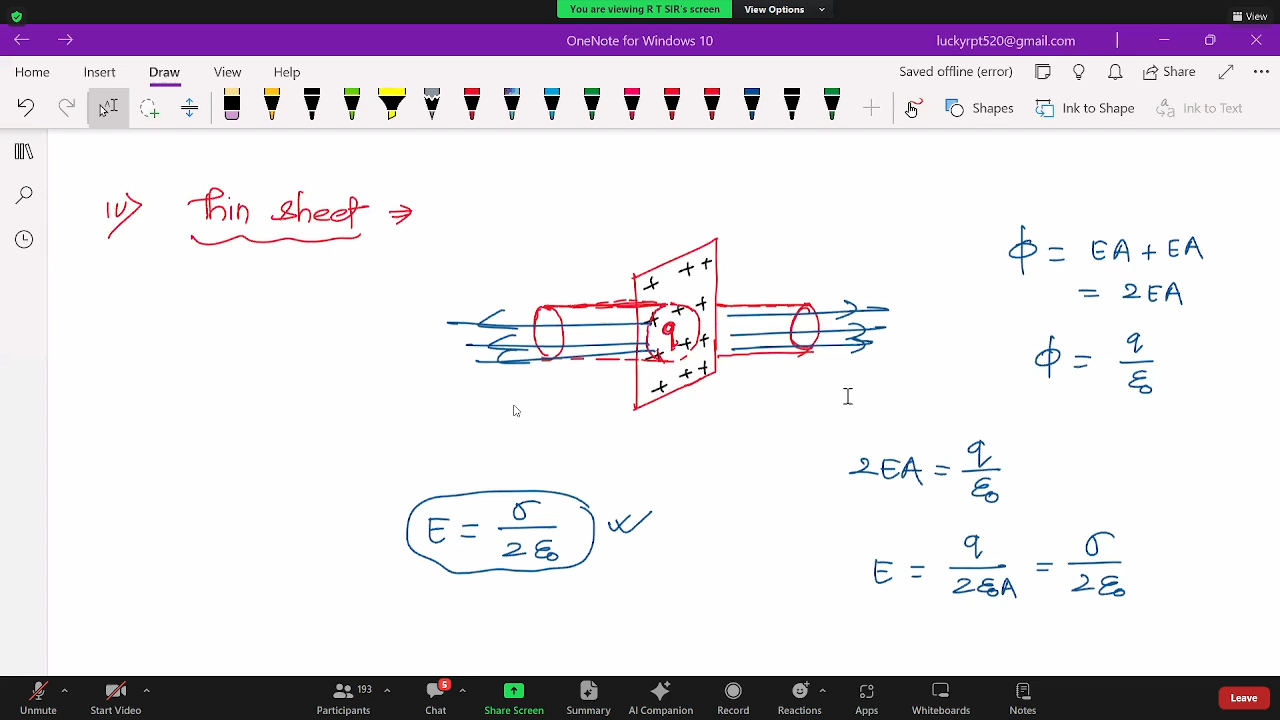 You are viewing R T SIR's screen
View Options
View
OneNote for Windows 10
luckyrpt520@gmail.com
Home Insert Draw View Help
Saved offline (error)
Share
Shapes
Ink to Shape
Ink to Text
iv) Thin sheet ⇒
+ + +
+ + +
q
+ + + +
+ + +
ϕ = EA + EA
= 2EA
ϕ = q/ε₀
2EA = q/ε₀
E = σ/2ε₀
E = q/2ε₀A = σ/2ε₀
Unmute
Start Video
193
Participants
5
Chat
Share Screen
Summary
AI Companion
Record
Reactions
Apps
Whiteboards
Notes
Leave